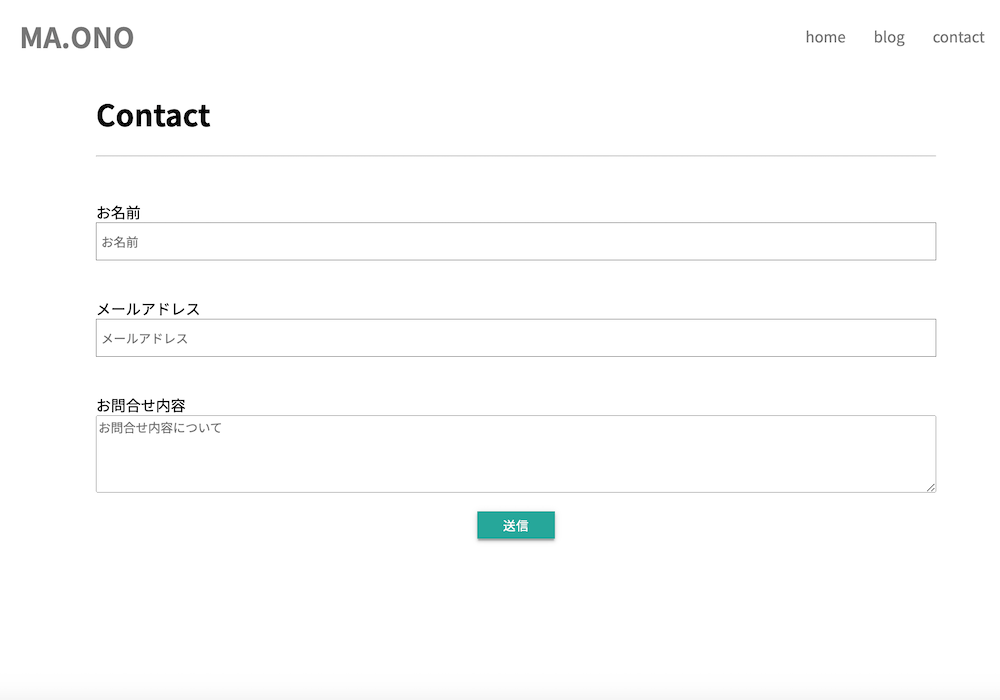 MA.ONO
home blog contact
Contact
お名前
お名前
メールアドレス
メールアドレス
お問合せ内容
お問合せ内容について
送信